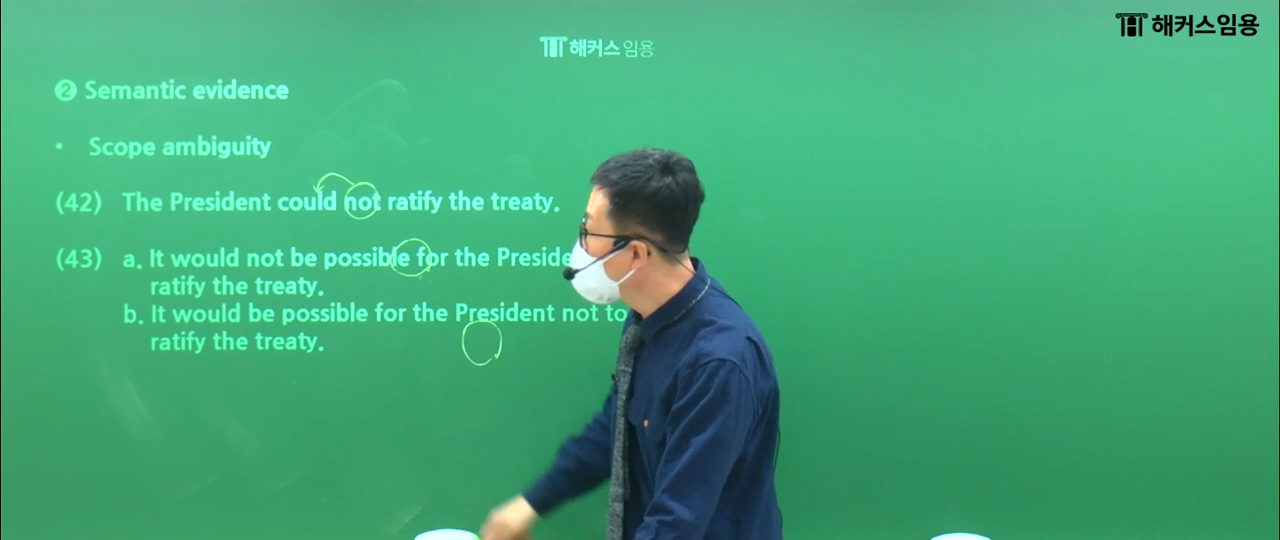 해커스임용
해커스임용
❷ Semantic evidence
• Scope ambiguity
(42) The President could not ratify the treaty.
(43) a. It would not be possible for the Preside
ratify the treaty.
b. It would be possible for the President not to
ratify the treaty.